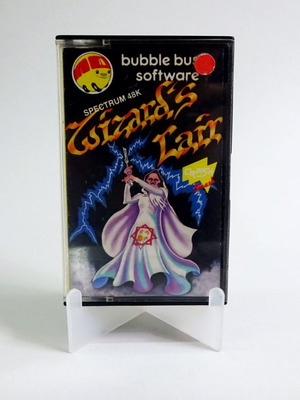 bubble bus
software
SPECTRUM 48K
Wizard's
Lair